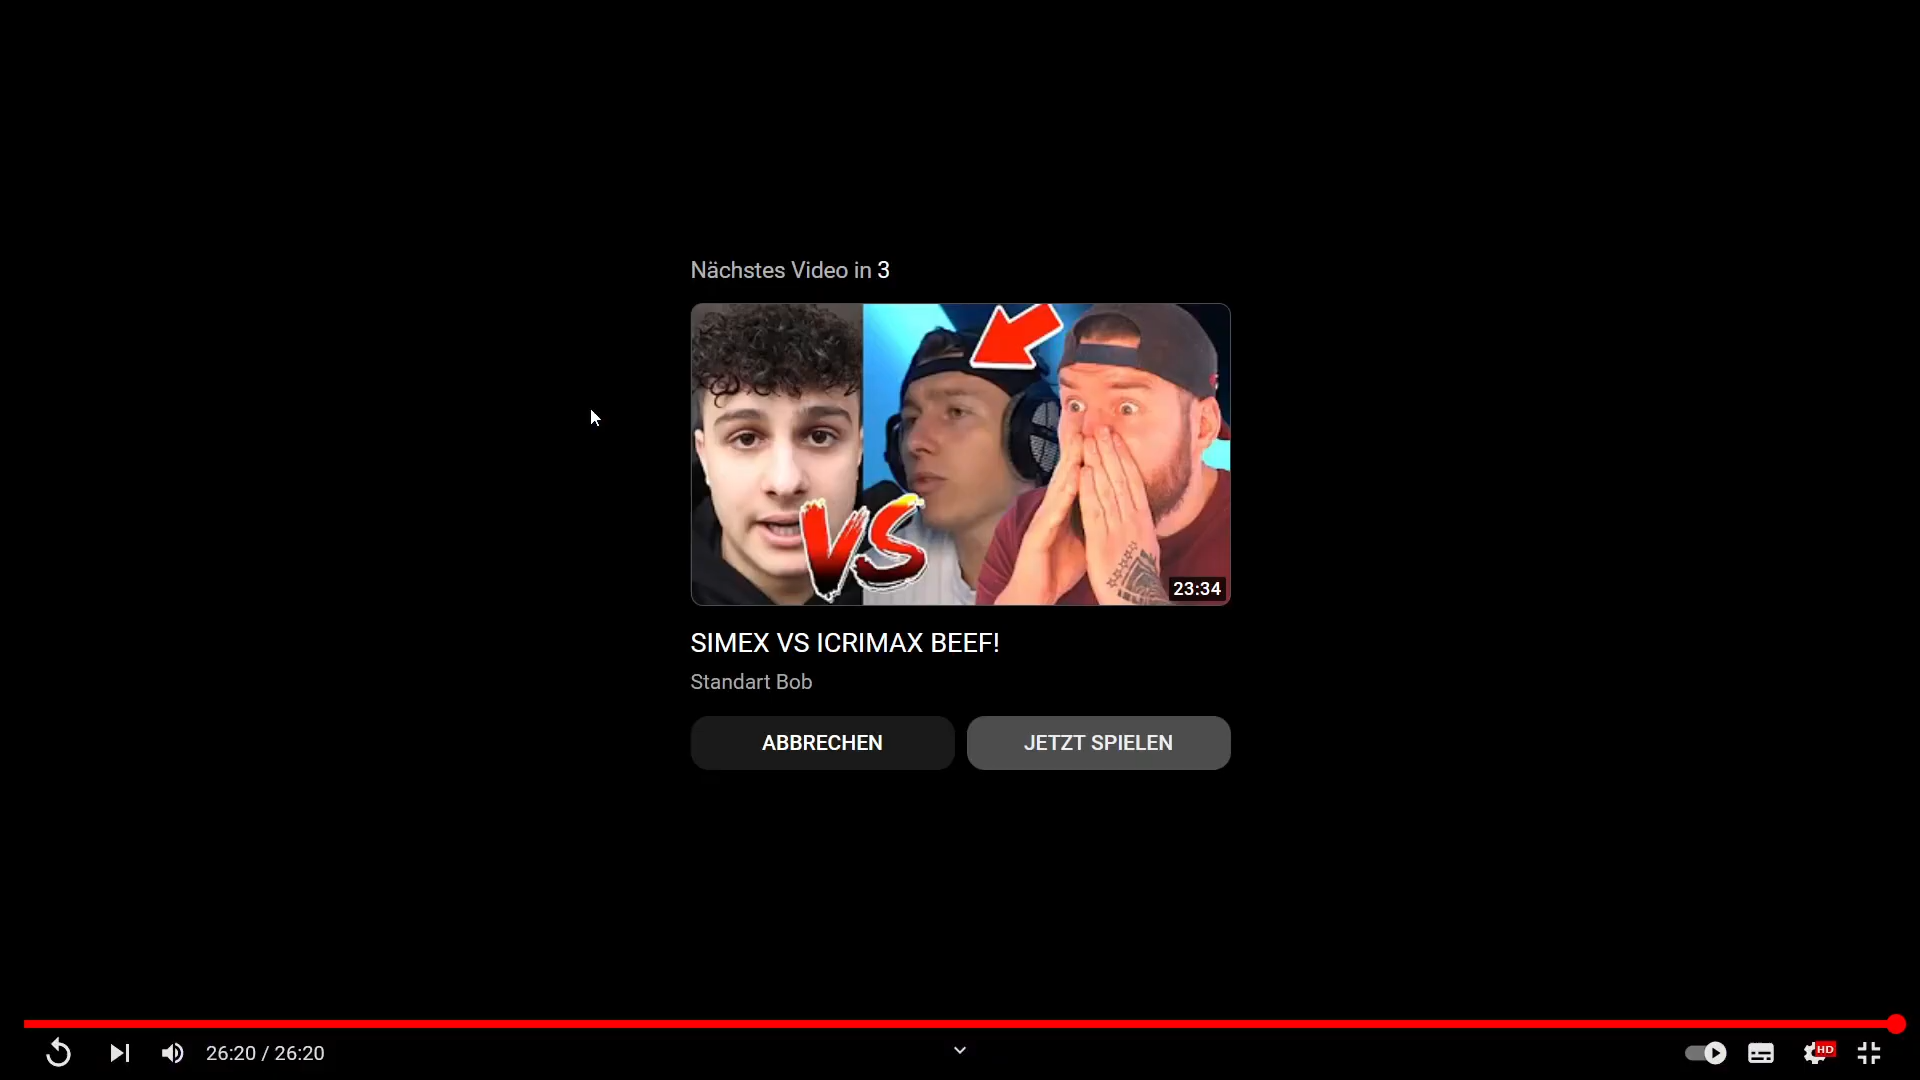 Nächstes Video in 3
VS
23:34
SIMEX VS ICRIMAX BEEF!
Standart Bob
ABBRECHEN
JETZT SPIELEN
26:20 / 26:20
HD